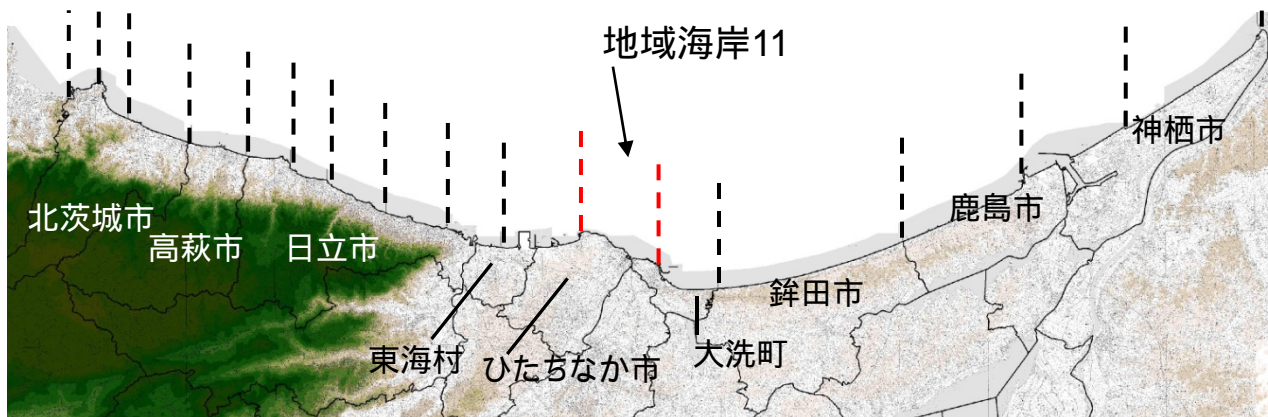 地域海岸11
神栖市
鹿島市
北茨城市
高萩市
日立市
鉾田市
東海村
ひたちなか市
大洗町